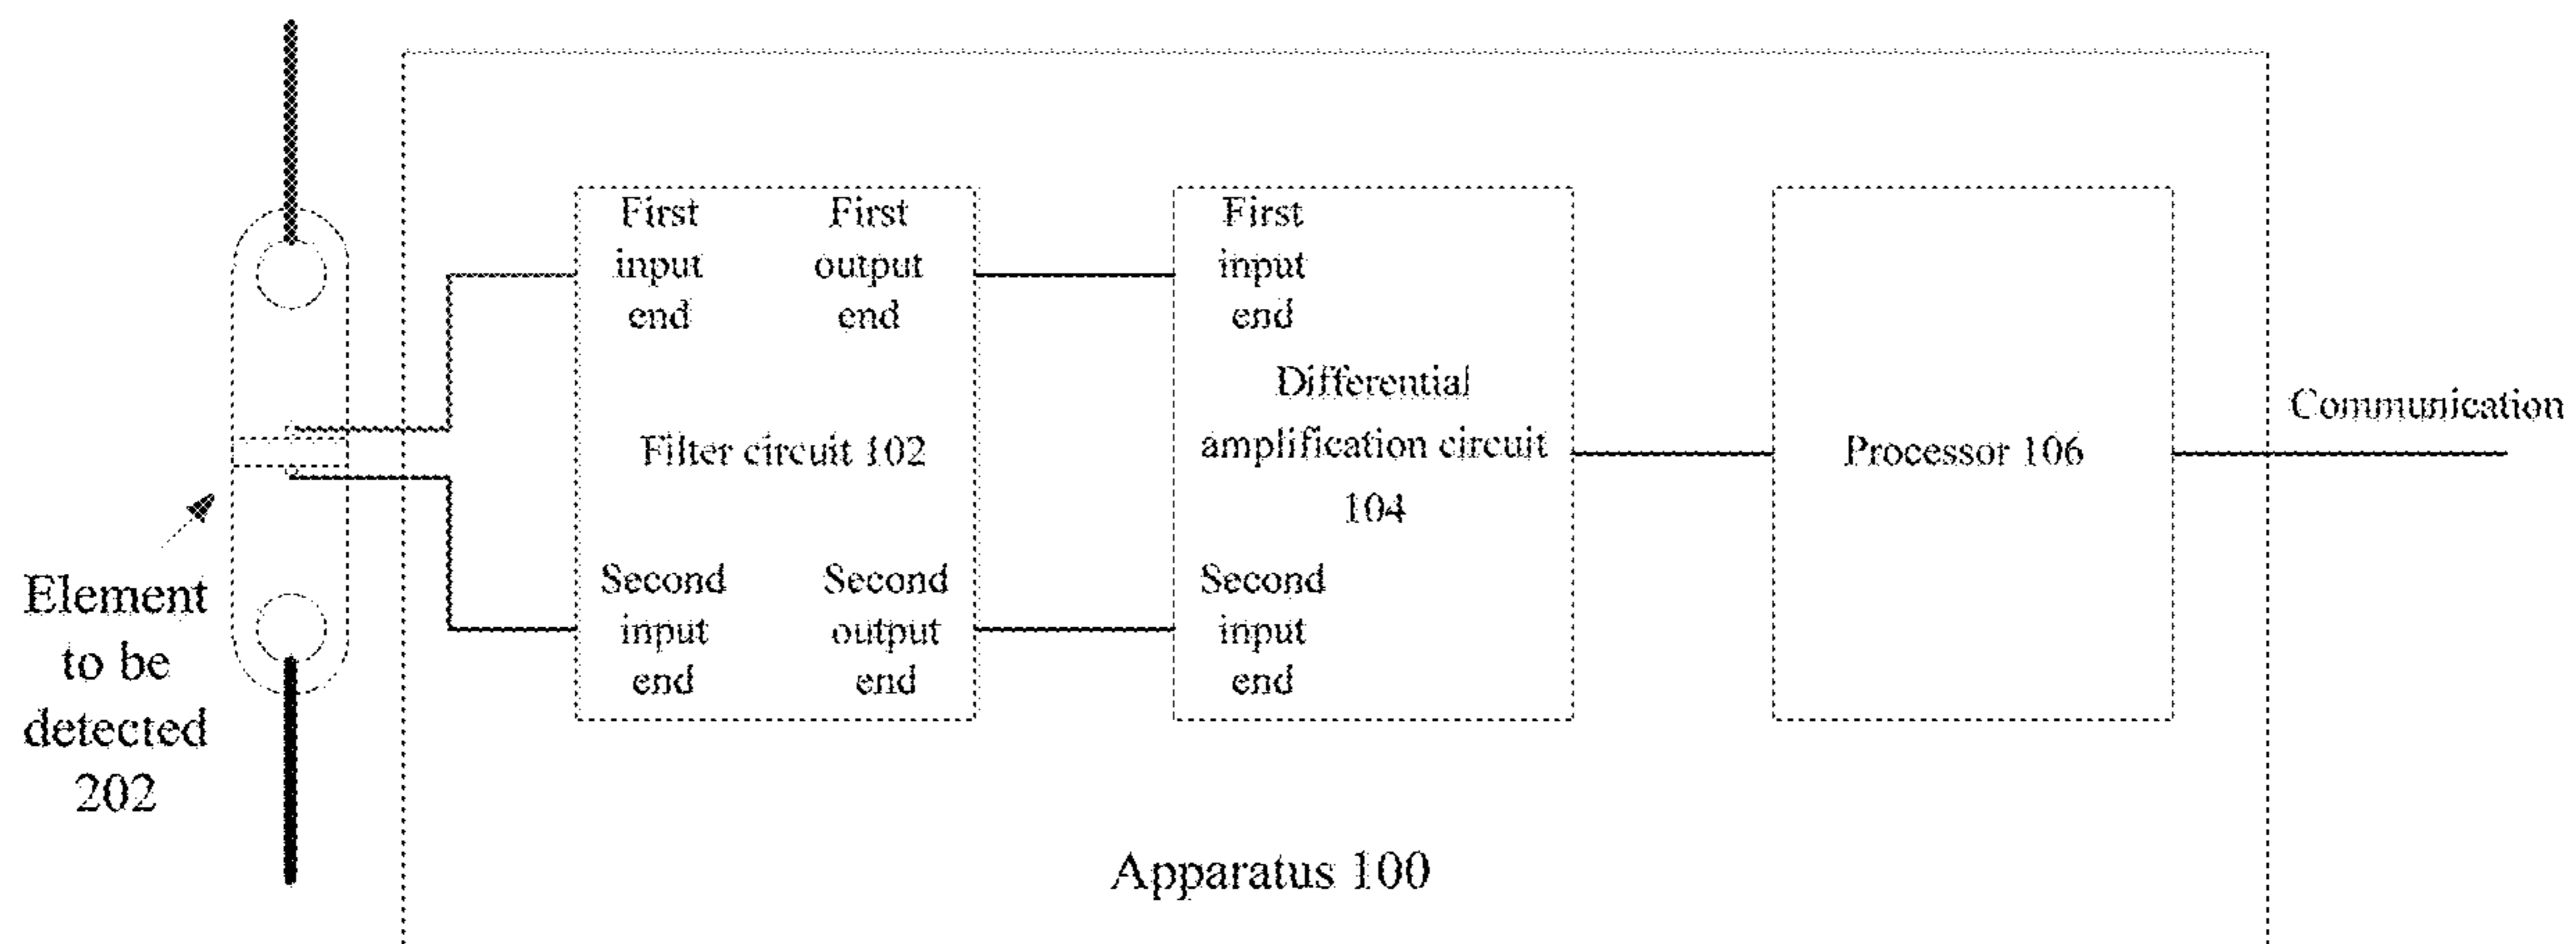 First
input
end
First
output
end
Filter circuit 102
Second
input
end
Second
output
end
First
input
end
Differential
amplification circuit
104
Second
input
end
Processor 106
Communication
Element
to be
detected
202
Apparatus 100